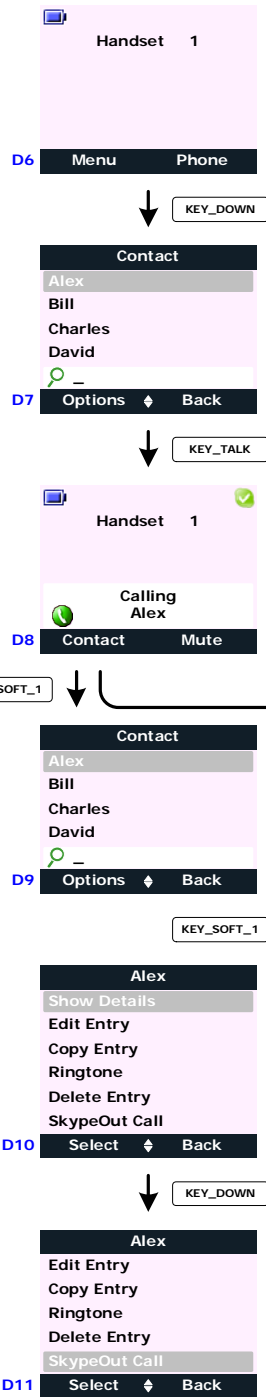 Handset 1
D6 Menu Phone
KEY_DOWN
Contact
Alex
Bill
Charles
David
_
D7 Options Back
KEY_TALK
Handset 1
Calling
Alex
D8 Contact Mute
SOFT_1
Contact
Alex
Bill
Charles
David
_
D9 Options Back
KEY_SOFT_1
Alex
Show Details
Edit Entry
Copy Entry
Ringtone
Delete Entry
SkypeOut Call
D10 Select Back
KEY_DOWN
Alex
Edit Entry
Copy Entry
Ringtone
Delete Entry
SkypeOut Call
D11 Select Back